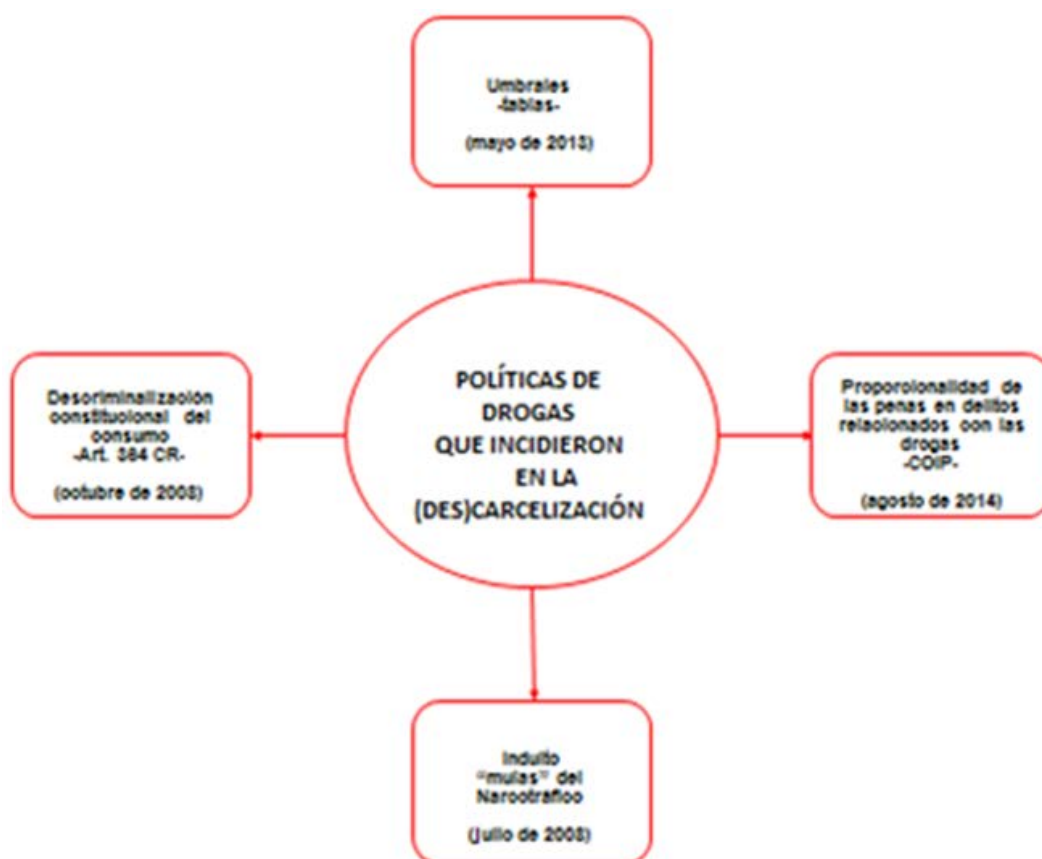 Umbrales
-tablas-
(mayo de 2013)
POLÍTICAS DE
DROGAS
QUE INCIDIERON
EN LA
(DES)CARCELIZACIÓN
Descriminalización
constitucional del
consumo
-Art. 364 CR-
(octubre de 2008)
Proporcionalidad de
las penas en delitos
relacionados con las
drogas
-COIP-
(agosto de 2014)
Indulto
"mulas" del
Narcotráfico
(julio de 2008)